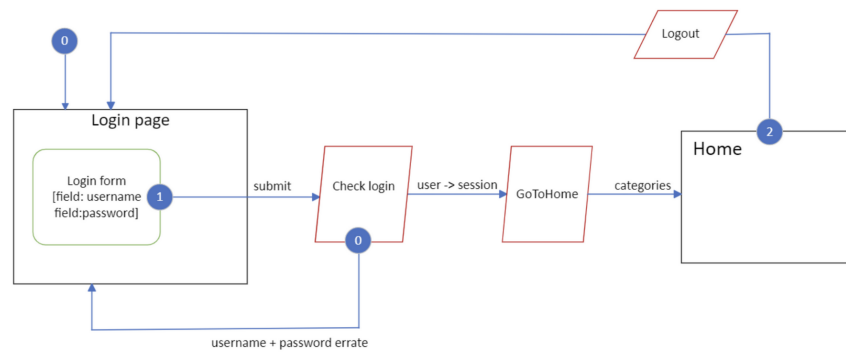 Logout
0
Login page
Home
2
Login form
[field: username
field:password]
1
submit
Check login
user -> session
GoToHome
categories
0
username + password errate